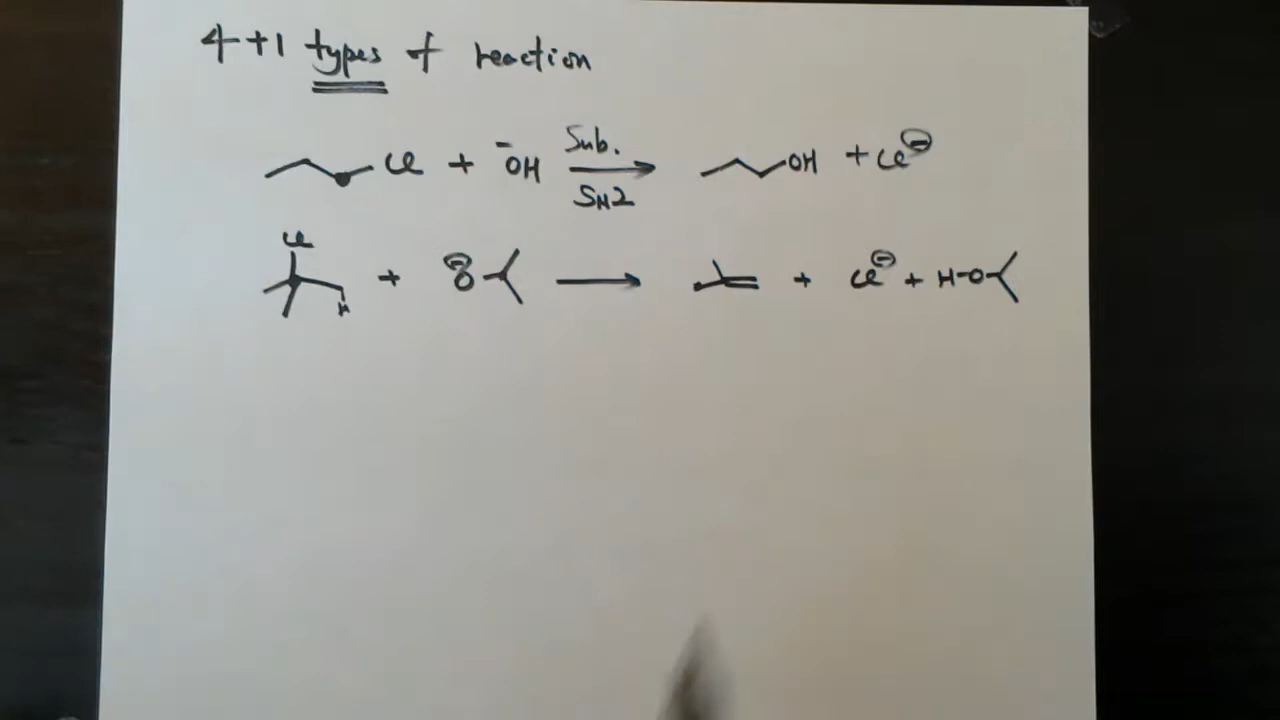 4+1 types of reaction
Cl + ⁻OH Sub. SN2 → OH + Cl⊖
Cl H + ⊖O → + Cl⊖ + H-O